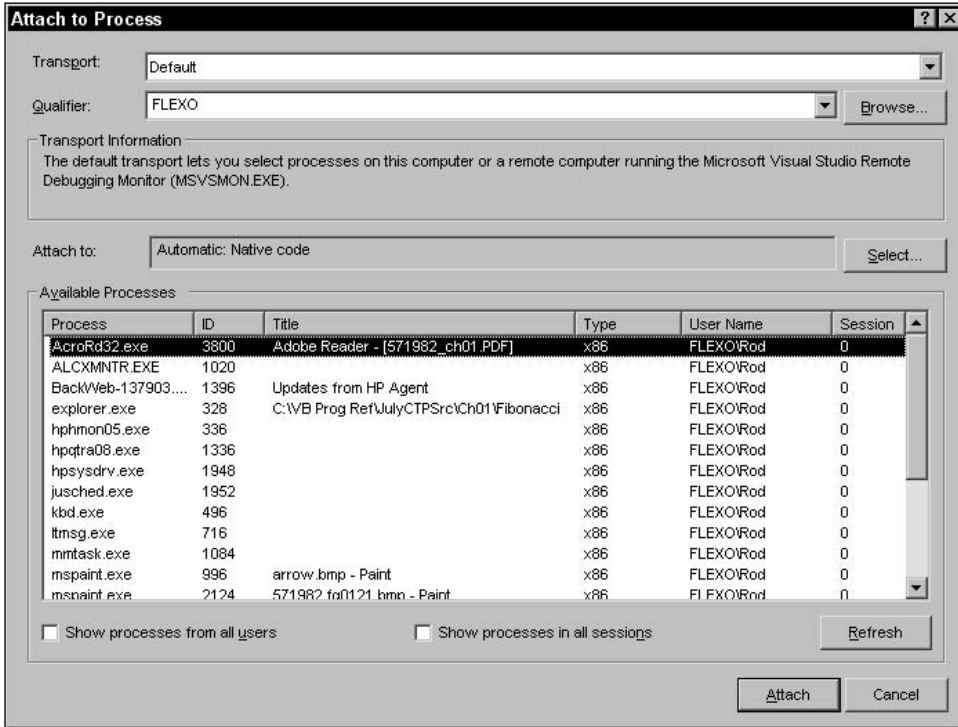 Attach to Process
Transport: Default
Qualifier: FLEXO Browse...
Transport Information
The default transport lets you select processes on this computer or a remote computer running the Microsoft Visual Studio Remote
Debugging Monitor (MSVSMON.EXE).
Attach to: Automatic: Native code Select...
Available Processes
Process ID Title Type User Name Session
AcroRd32.exe 3800 Adobe Reader - [571982_ch01.PDF] x86 FLEXO\Rod 0
ALCXMNTR.EXE 1020 x86 FLEXO\Rod 0
BackWeb-137903.... 1396 Updates from HP Agent x86 FLEXO\Rod 0
explorer.exe 328 C:\VB Prog Ref\JulyCTPSrc\Ch01\Fibonacci x86 FLEXO\Rod 0
hphmon05.exe 336 x86 FLEXO\Rod 0
hpqtra08.exe 1336 x86 FLEXO\Rod 0
hpsysdrv.exe 1948 x86 FLEXO\Rod 0
jusched.exe 1952 x86 FLEXO\Rod 0
kbd.exe 496 x86 FLEXO\Rod 0
ltmsg.exe 716 x86 FLEXO\Rod 0
mmtask.exe 1084 x86 FLEXO\Rod 0
mspaint.exe 996 arrow.bmp - Paint x86 FLEXO\Rod 0
mspaint.exe 2124 571982 fg0121.bmp - Paint x86 FLEXO\Rod 0
Show processes from all users Show processes in all sessions Refresh
Attach Cancel